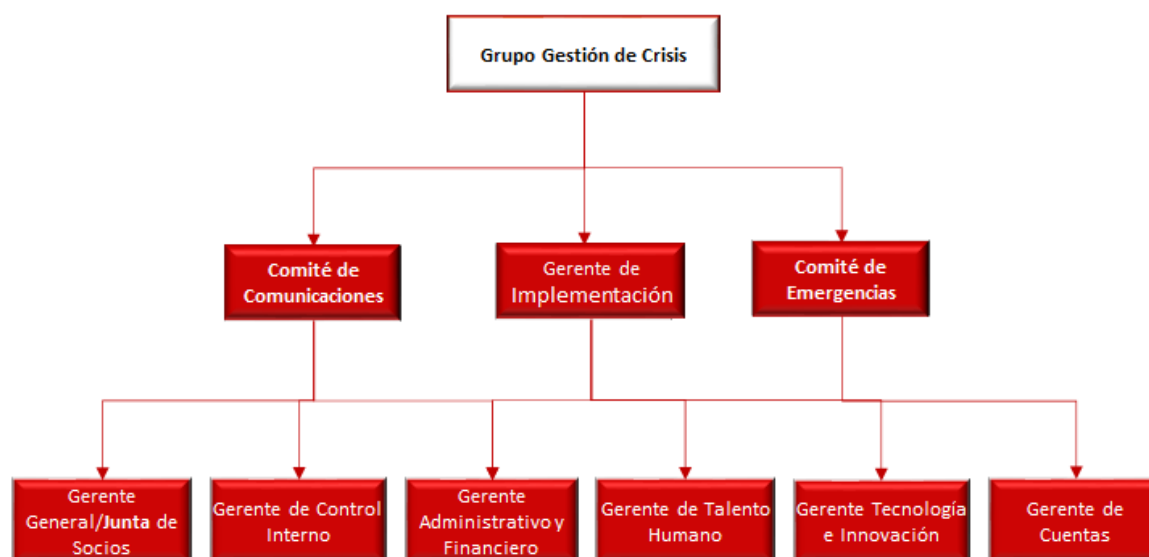 Grupo Gestión de Crisis
Comité de
Comunicaciones
Gerente de
Implementación
Comité de
Emergencias
Gerente
General/Junta de
Socios
Gerente de Control
Interno
Gerente
Administrativo y
Financiero
Gerente de Talento
Humano
Gerente Tecnología
e Innovación
Gerente de
Cuentas